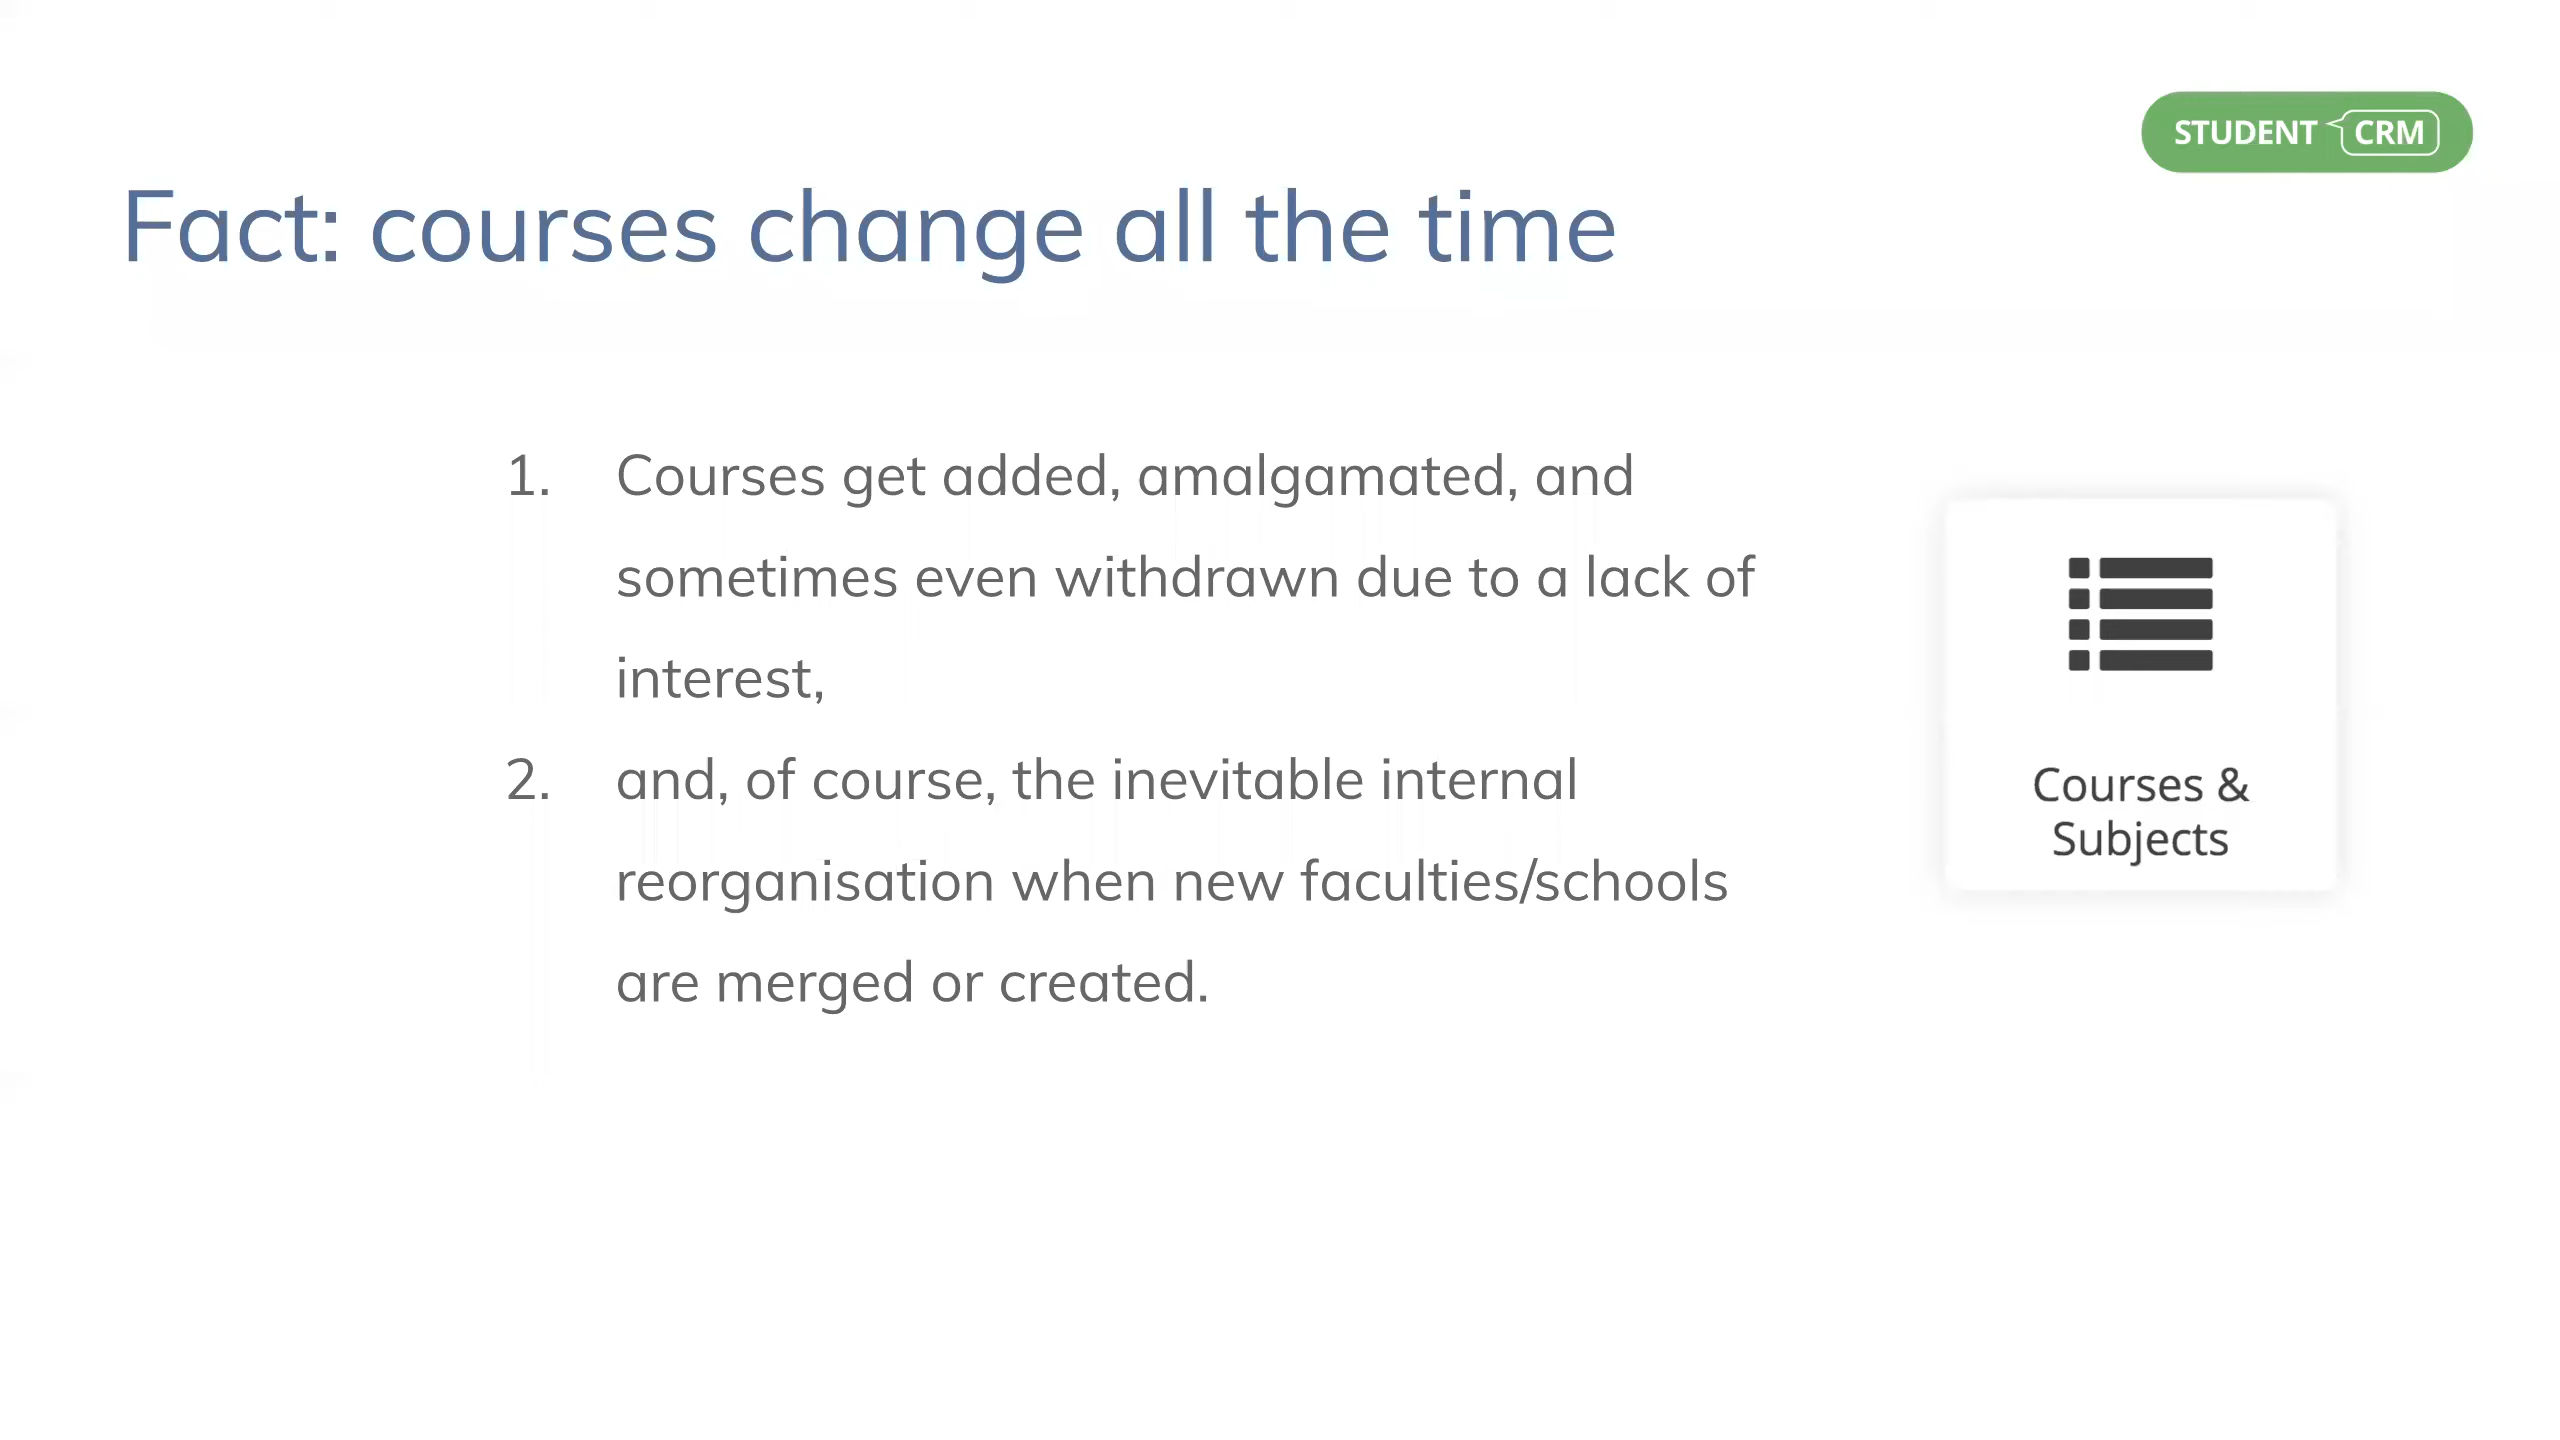 STUDENT CRM
Fact: courses change all the time
1. Courses get added, amalgamated, and
sometimes even withdrawn due to a lack of
interest,
2. and, of course, the inevitable internal
reorganisation when new faculties/schools
are merged or created.
Courses &
Subjects